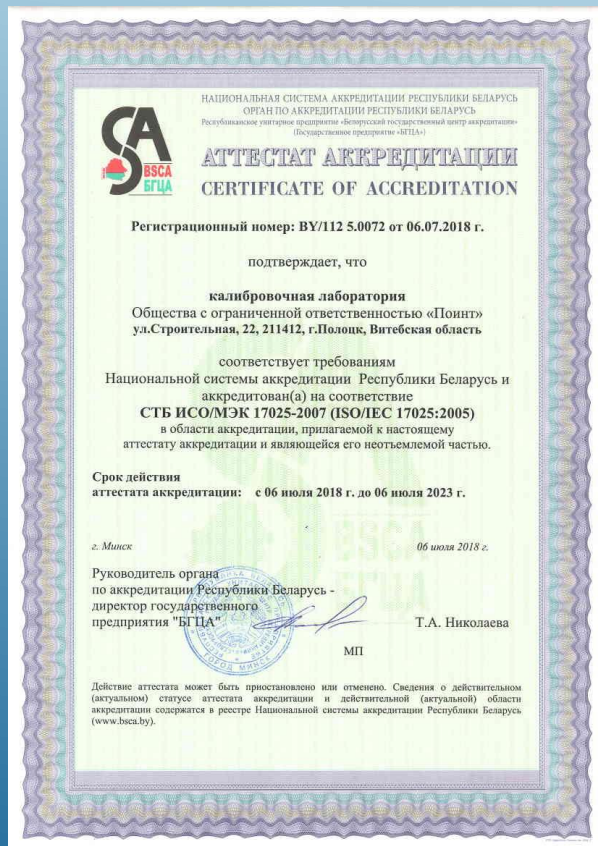 НАЦИОНАЛЬНАЯ СИСТЕМА АККРЕДИТАЦИИ РЕСПУБЛИКИ БЕЛАРУСЬ
ОРГАН ПО АККРЕДИТАЦИИ РЕСПУБЛИКИ БЕЛАРУСЬ
Республиканское унитарное предприятие «Белорусский государственный центр аккредитации»
(Государственное предприятие «БГЦА»)
BSCA
БГЦА
АТТЕСТАТ АККРЕДИТАЦИИ
CERTIFICATE OF ACCREDITATION
Регистрационный номер: BY/112 5.0072 от 06.07.2018 г.
подтверждает, что
калибровочная лаборатория
Общества с ограниченной ответственностью «Поинт»
ул.Строительная, 22, 211412, г.Полоцк, Витебская область
соответствует требованиям
Национальной системы аккредитации Республики Беларусь и
аккредитован(а) на соответствие
СТБ ИСО/МЭК 17025-2007 (ISO/IEC 17025:2005)
в области аккредитации, прилагаемой к настоящему
аттестату аккредитации и являющейся его неотъемлемой частью.
Срок действия
аттестата аккредитации: с 06 июля 2018 г. до 06 июля 2023 г.
BSCA
БГЦА
г. Минск 06 июля 2018 г.
Руководитель органа
по аккредитации Республики Беларусь -
директор государственного
предприятия "БГЦА" Т.А. Николаева
МП
ГОРОД МИНСК
Действие аттестата может быть приостановлено или отменено. Сведения о действительном
(актуальном) статусе аттестата аккредитации и действительной (актуальной) области
аккредитации содержатся в реестре Национальной системы аккредитации Республики Беларусь
(www.bsca.by).